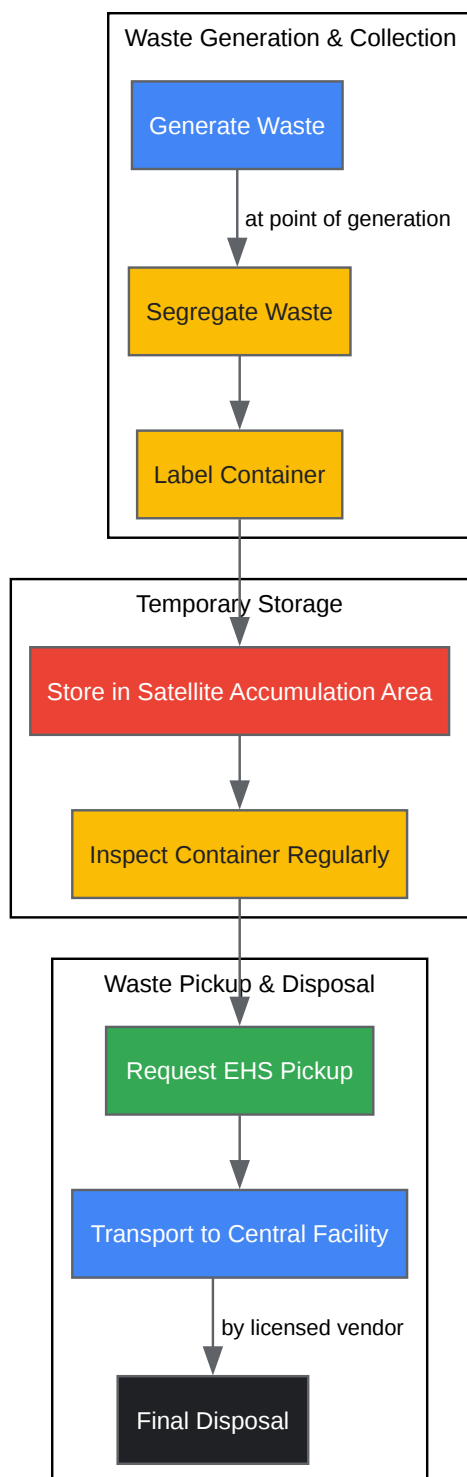 Waste Generation & Collection
Generate Waste
at point of generation
Segregate Waste
Label Container
Temporary Storage
Store in Satellite Accumulation Area
Inspect Container Regularly
Waste Pickup & Disposal
Request EHS Pickup
Transport to Central Facility
by licensed vendor
Final Disposal